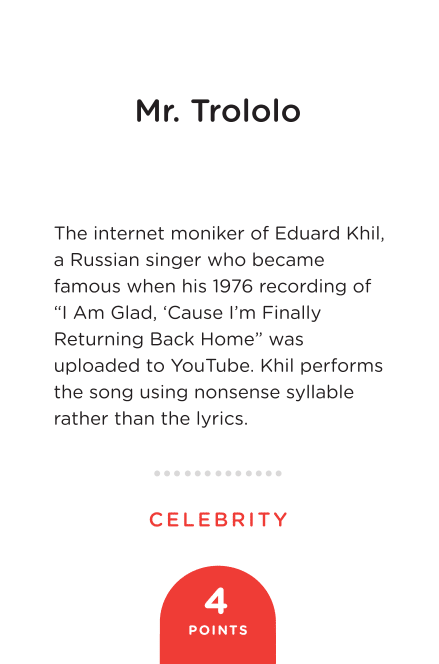 Mr. Trololo
The internet moniker of Eduard Khil,
a Russian singer who became
famous when his 1976 recording of
“I Am Glad, ‘Cause I’m Finally
Returning Back Home” was
uploaded to YouTube. Khil performs
the song using nonsense syllable
rather than the lyrics.
CELEBRITY
4
POINTS